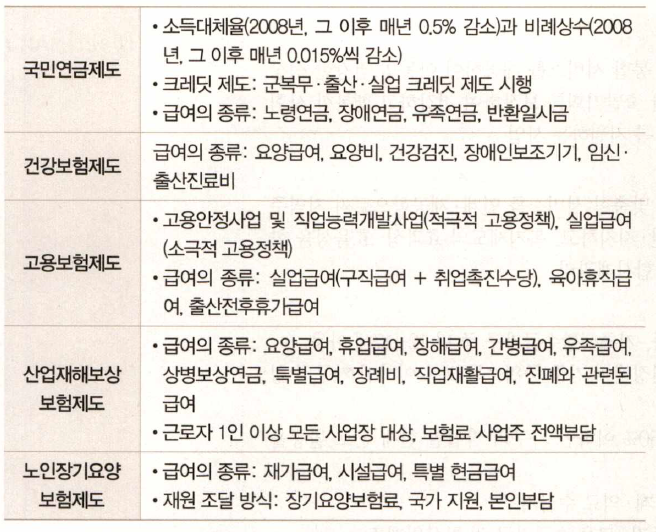 국민연금제도
• 소득대체율(2008년, 그 이후 매년 0.5% 감소)과 비례상수(2008
년, 그 이후 매년 0.015%씩 감소)
• 크레딧 제도: 군복무·출산·실업 크레딧 제도 시행
• 급여의 종류: 노령연금, 장애연금, 유족연금, 반환일시금
건강보험제도
급여의 종류: 요양급여, 요양비, 건강검진, 장애인보조기기, 임신·
출산진료비
고용보험제도
• 고용안정사업 및 직업능력개발사업(적극적 고용정책), 실업급여
(소극적 고용정책)
• 급여의 종류: 실업급여(구직급여 + 취업촉진수당), 육아휴직급
여, 출산전후휴가급여
산업재해보상
보험제도
• 급여의 종류: 요양급여, 휴업급여, 장해급여, 간병급여, 유족급여,
상병보상연금, 특별급여, 장례비, 직업재활급여, 진폐와 관련된
급여
• 근로자 1인 이상 모든 사업장 대상, 보험료 사업주 전액부담
노인장기요양
보험제도
• 급여의 종류: 재가급여, 시설급여, 특별 현금급여
• 재원 조달 방식: 장기요양보험료, 국가 지원, 본인부담